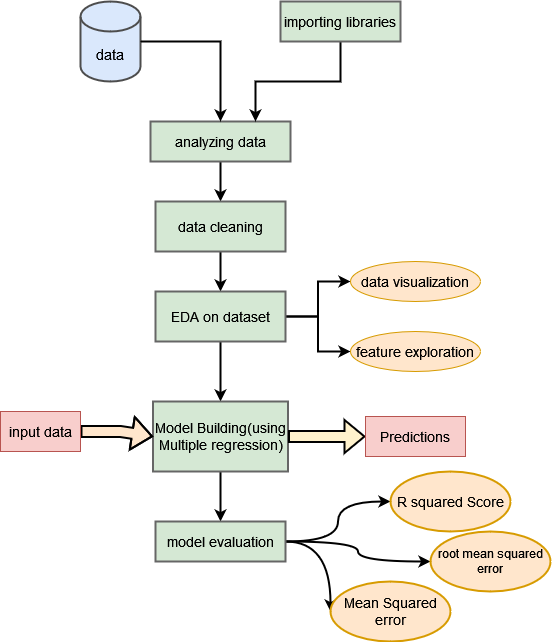 importing libraries
data
analyzing data
data cleaning
data visualization
EDA on dataset
feature exploration
input data
Model Building(using
Multiple regression)
Predictions
R squared Score
model evaluation
root mean squared
error
Mean Squared
error